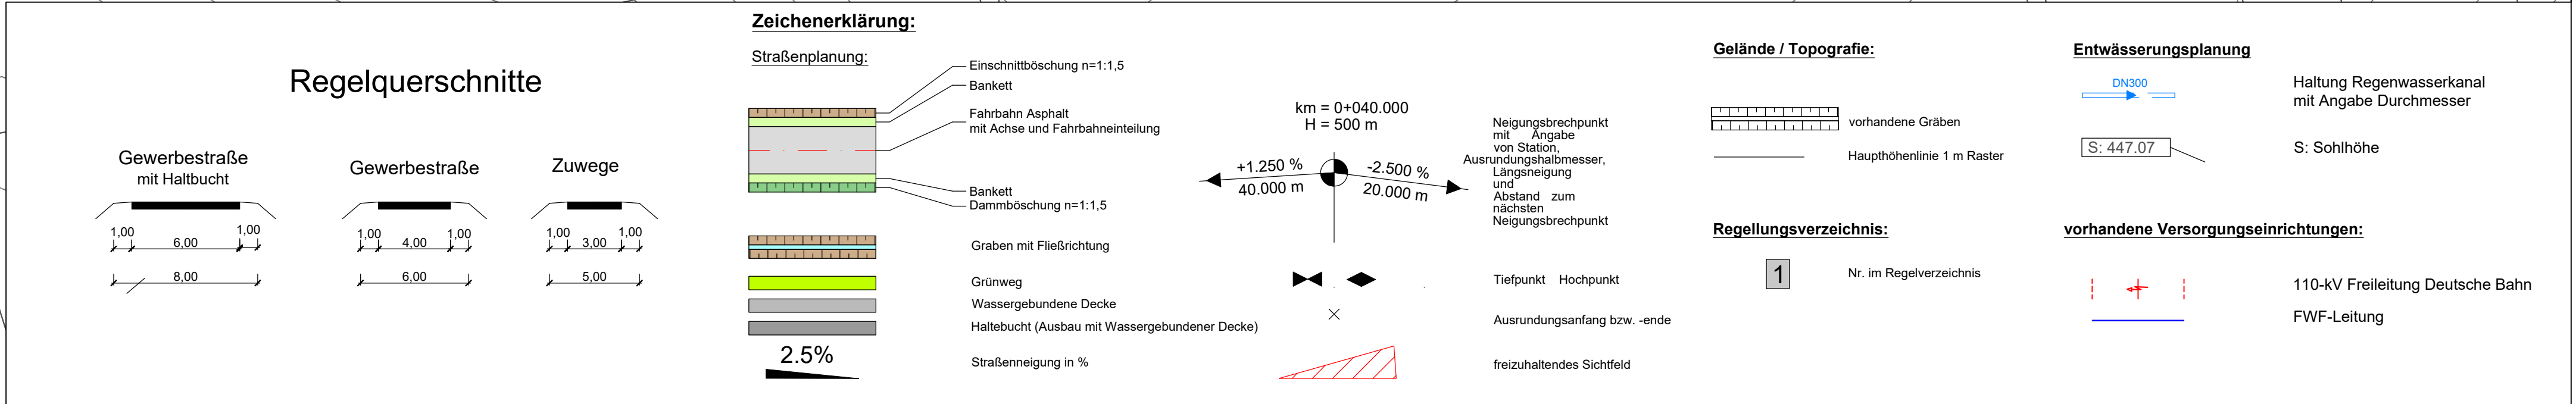 Regelquerschnitte
Gewerbestraße
mit Haltbucht
1,00
6,00
1,00
8,00
Gewerbestraße
1,00
4,00
1,00
6,00
Zuwege
1,00
3,00
1,00
5,00
Zeichenerklärung:
Straßenplanung:
Einschnittböschung n=1:1,5
Bankett
Fahrbahn Asphalt
mit Achse und Fahrbahneinteilung
Bankett
Dammböschung n=1:1,5
Graben mit Fließrichtung
Grünweg
Wassergebundene Decke
Haltebucht (Ausbau mit Wassergebundener Decke)
2.5%
Straßenneigung in %
km = 0+040.000
H = 500 m
+1.250 %
40.000 m
-2.500 %
20.000 m
Neigungsbrechpunkt
mit Angabe
von Station,
Ausrundungshalbmesser,
Längsneigung
und
Abstand zum
nächsten
Neigungsbrechpunkt
Tiefpunkt Hochpunkt
Ausrundungsanfang bzw. -ende
freizuhaltendes Sichtfeld
Gelände / Topografie:
vorhandene Gräben
Haupthöhenlinie 1 m Raster
Regellungsverzeichnis:
1
Nr. im Regelverzeichnis
Entwässerungsplanung
DN300
Haltung Regenwasserkanal
mit Angabe Durchmesser
S: 447.07
S: Sohlhöhe
vorhandene Versorgungseinrichtungen:
110-kV Freileitung Deutsche Bahn
FWF-Leitung